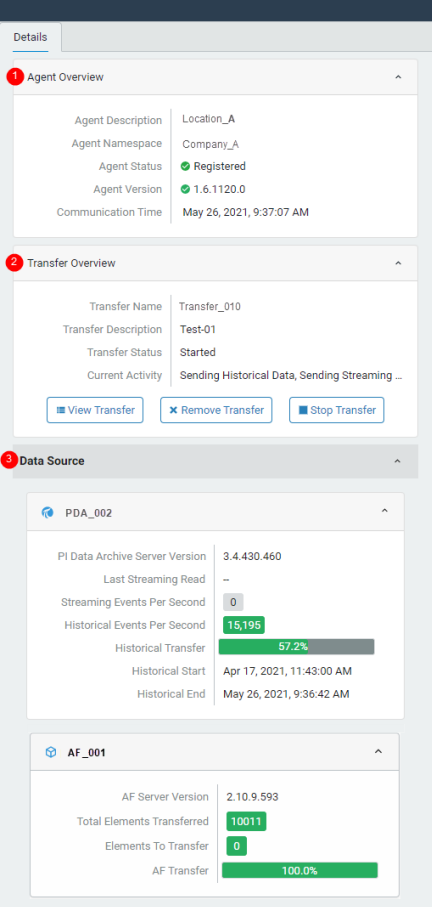 Details
1 Agent Overview
Agent Description Location_A
Agent Namespace Company_A
Agent Status Registered
Agent Version 1.6.1120.0
Communication Time May 26, 2021, 9:37:07 AM
2 Transfer Overview
Transfer Name Transfer_010
Transfer Description Test-01
Transfer Status Started
Current Activity Sending Historical Data, Sending Streaming ...
View Transfer Remove Transfer Stop Transfer
3 Data Source
PDA_002
PI Data Archive Server Version 3.4.430.460
Last Streaming Read --
Streaming Events Per Second 0
Historical Events Per Second 15,195
Historical Transfer 57.2%
Historical Start Apr 17, 2021, 11:43:00 AM
Historical End May 26, 2021, 9:36:42 AM
AF_001
AF Server Version 2.10.9.593
Total Elements Transferred 10011
Elements To Transfer 0
AF Transfer 100.0%